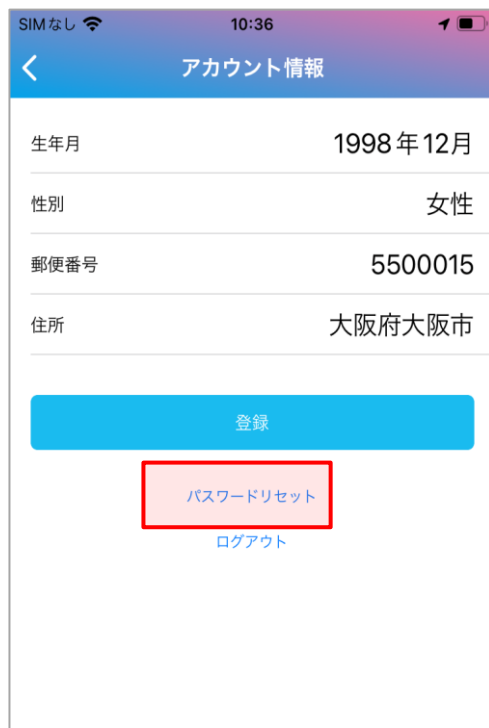 SIMなし 10:36
アカウント情報
生年月 1998年12月
性別 女性
郵便番号 5500015
住所 大阪府大阪市
登録
パスワードリセット
ログアウト